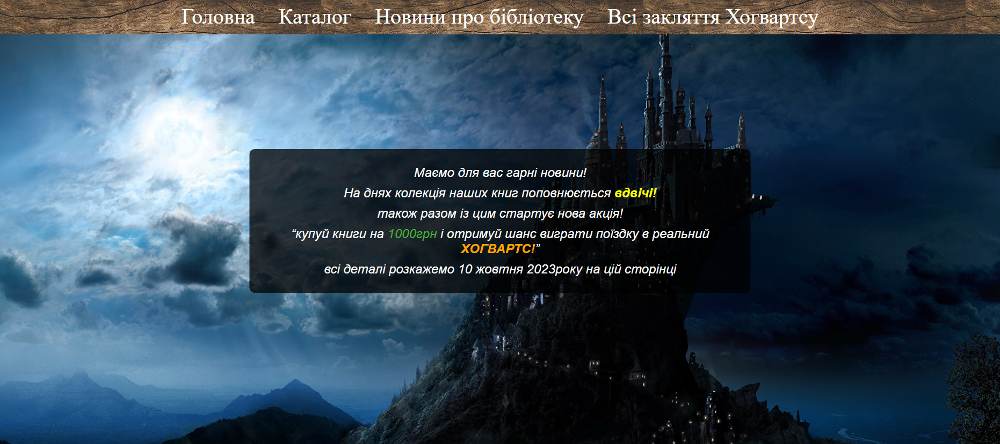 Головна Каталог Новини про бібліотеку Всі закляття Хогвартсу
Маємо для вас гарні новини!
На днях колекція наших книг поповнюється вдвічі!
також разом із цим стартує нова акція!
“купуй книги на 1000грн і отримуй шанс виграти поїздку в реальний
ХОГВАРТС!”
всі деталі розкажемо 10 жовтня 2023року на цій сторінці